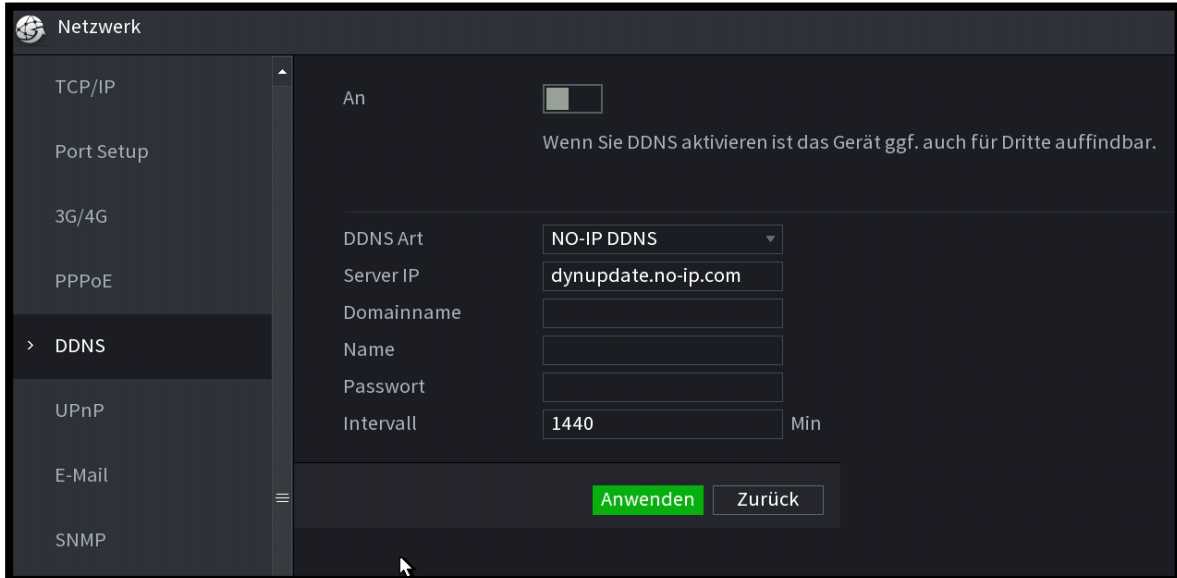 Netzwerk
TCP/IP
Port Setup
3G/4G
PPPoE
DDNS
UPnP
E-Mail
SNMP
An
Wenn Sie DDNS aktivieren ist das Gerät ggf. auch für Dritte auffindbar.
DDNS Art NO-IP DDNS
Server IP dynupdate.no-ip.com
Domainname
Name
Passwort
Intervall 1440 Min
Anwenden Zurück